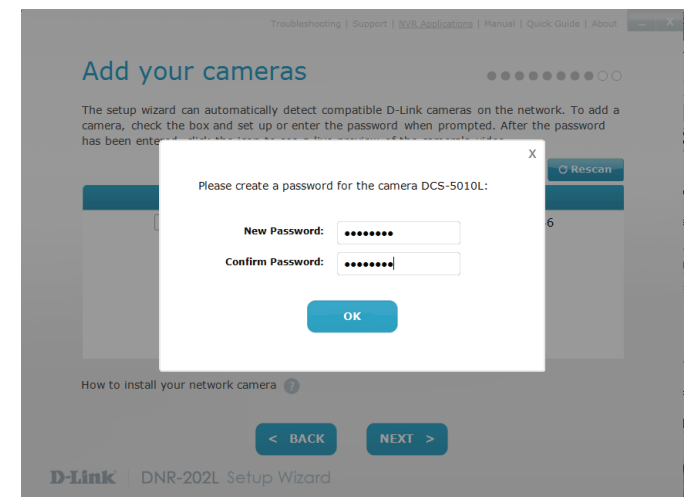 Troubleshooting | Support | NVR Applications | Manual | Quick Guide | About
Add your cameras
The setup wizard can automatically detect compatible D-Link cameras on the network. To add a
camera, check the box and set up or enter the password when prompted. After the password
has been
X
Rescan
Please create a password for the camera DCS-5010L:
6
New Password: ●●●●●●●●
Confirm Password: ●●●●●●●●
OK
How to install your network camera ?
< BACK NEXT >
D-Link | DNR-202L Setup Wizard